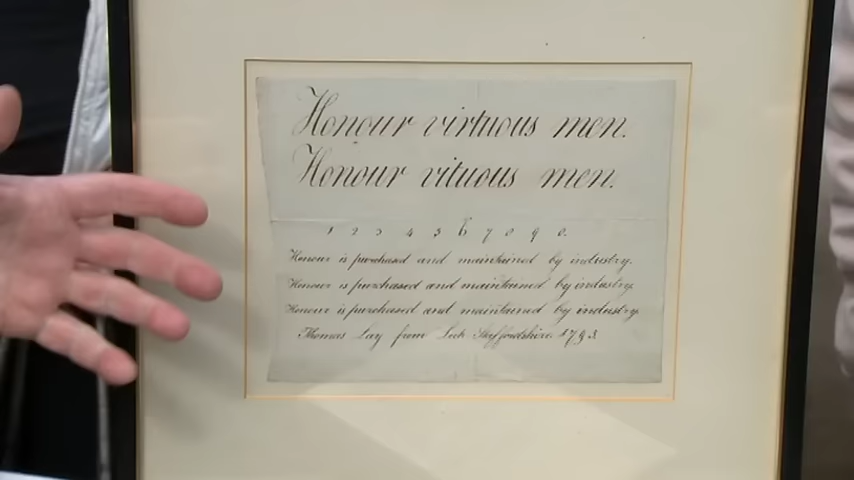 Honour virtuous men.
Honour vituous men.
1 2 3 4 5 6 7 8 9 0.
Honour is purchased and maintained by industry.
Honour is purchased and maintained by industry.
Honour is purchased and maintained by industry.
Thomas Lay from Leek Staffordshire 1793